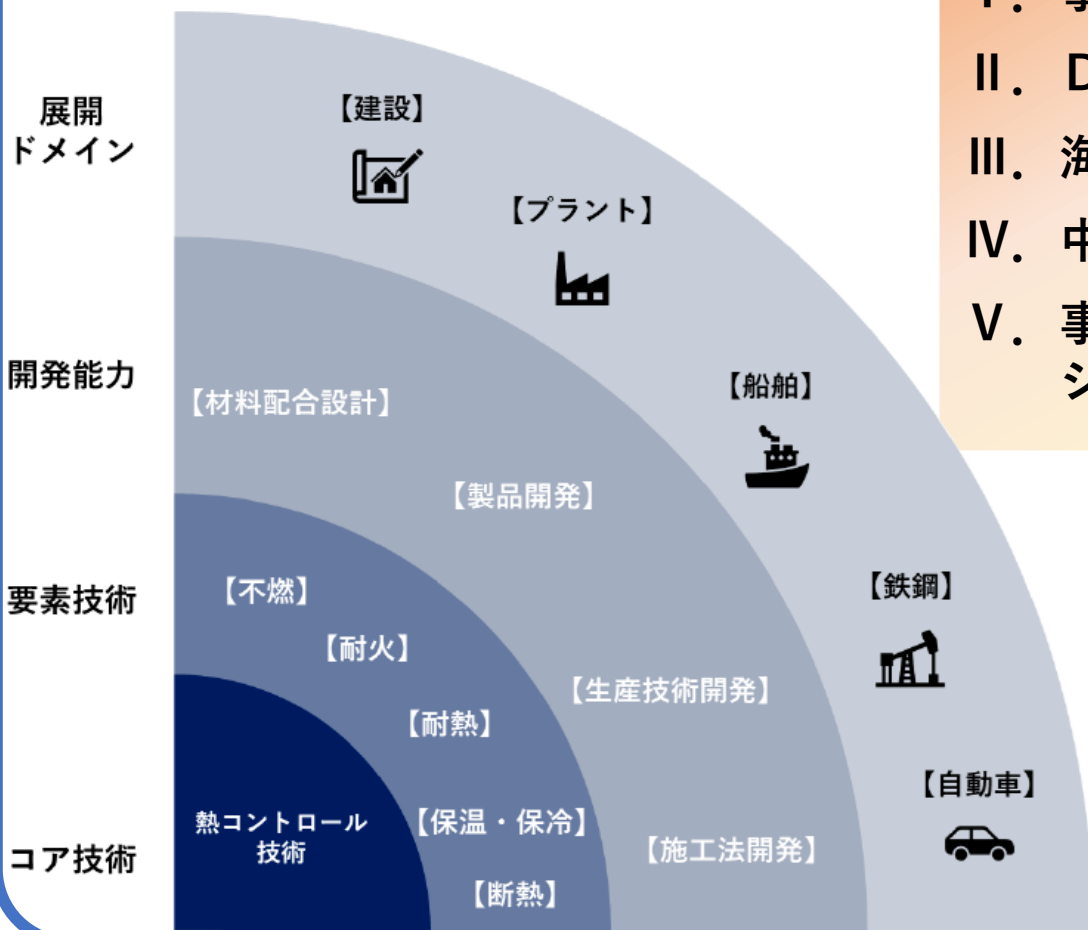 展開
ドメイン
【建設】
【プラント】
【船舶】
【鉄鋼】
【自動車】
開発能力
【材料配合設計】
【製品開発】
【生産技術開発】
【施工法開発】
要素技術
【不燃】
【耐火】
【耐熱】
【保温・保冷】
【断熱】
コア技術
熱コントロール
技術
Ⅱ.
Ⅲ. 海
Ⅳ. 中
Ⅴ. 事
シ